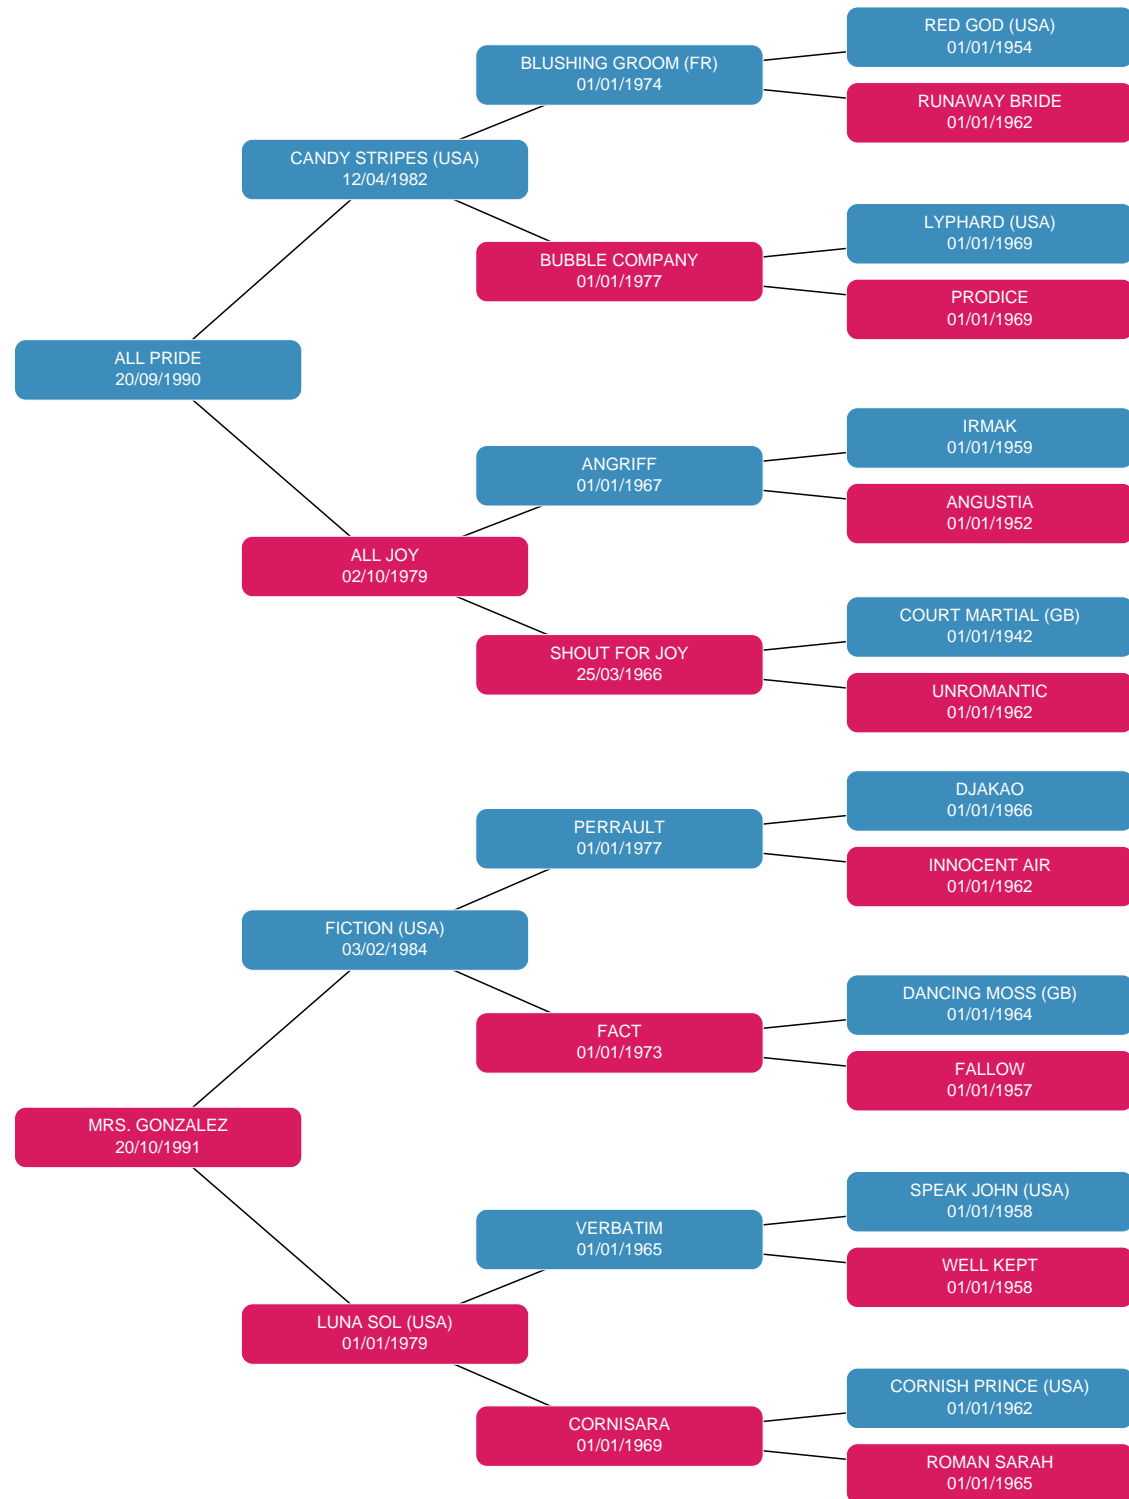 RED GOD (USA)
01/01/1954
BLUSHING GROOM (FR)
01/01/1974
RUNAWAY BRIDE
01/01/1962
CANDY STRIPES (USA)
12/04/1982
LYPHARD (USA)
01/01/1969
BUBBLE COMPANY
01/01/1977
PRODICE
01/01/1969
ALL PRIDE
20/09/1990
IRMAK
01/01/1959
ANGRIFF
01/01/1967
ANGUSTIA
01/01/1952
ALL JOY
02/10/1979
COURT MARTIAL (GB)
01/01/1942
SHOUT FOR JOY
25/03/1966
UNROMANTIC
01/01/1962
DJAKAO
01/01/1966
PERRAULT
01/01/1977
INNOCENT AIR
01/01/1962
FICTION (USA)
03/02/1984
DANCING MOSS (GB)
01/01/1964
FACT
01/01/1973
FALLOW
01/01/1957
MRS. GONZALEZ
20/10/1991
SPEAK JOHN (USA)
01/01/1958
VERBATIM
01/01/1965
WELL KEPT
01/01/1958
LUNA SOL (USA)
01/01/1979
CORNISH PRINCE (USA)
01/01/1962
CORNISARA
01/01/1969
ROMAN SARAH
01/01/1965